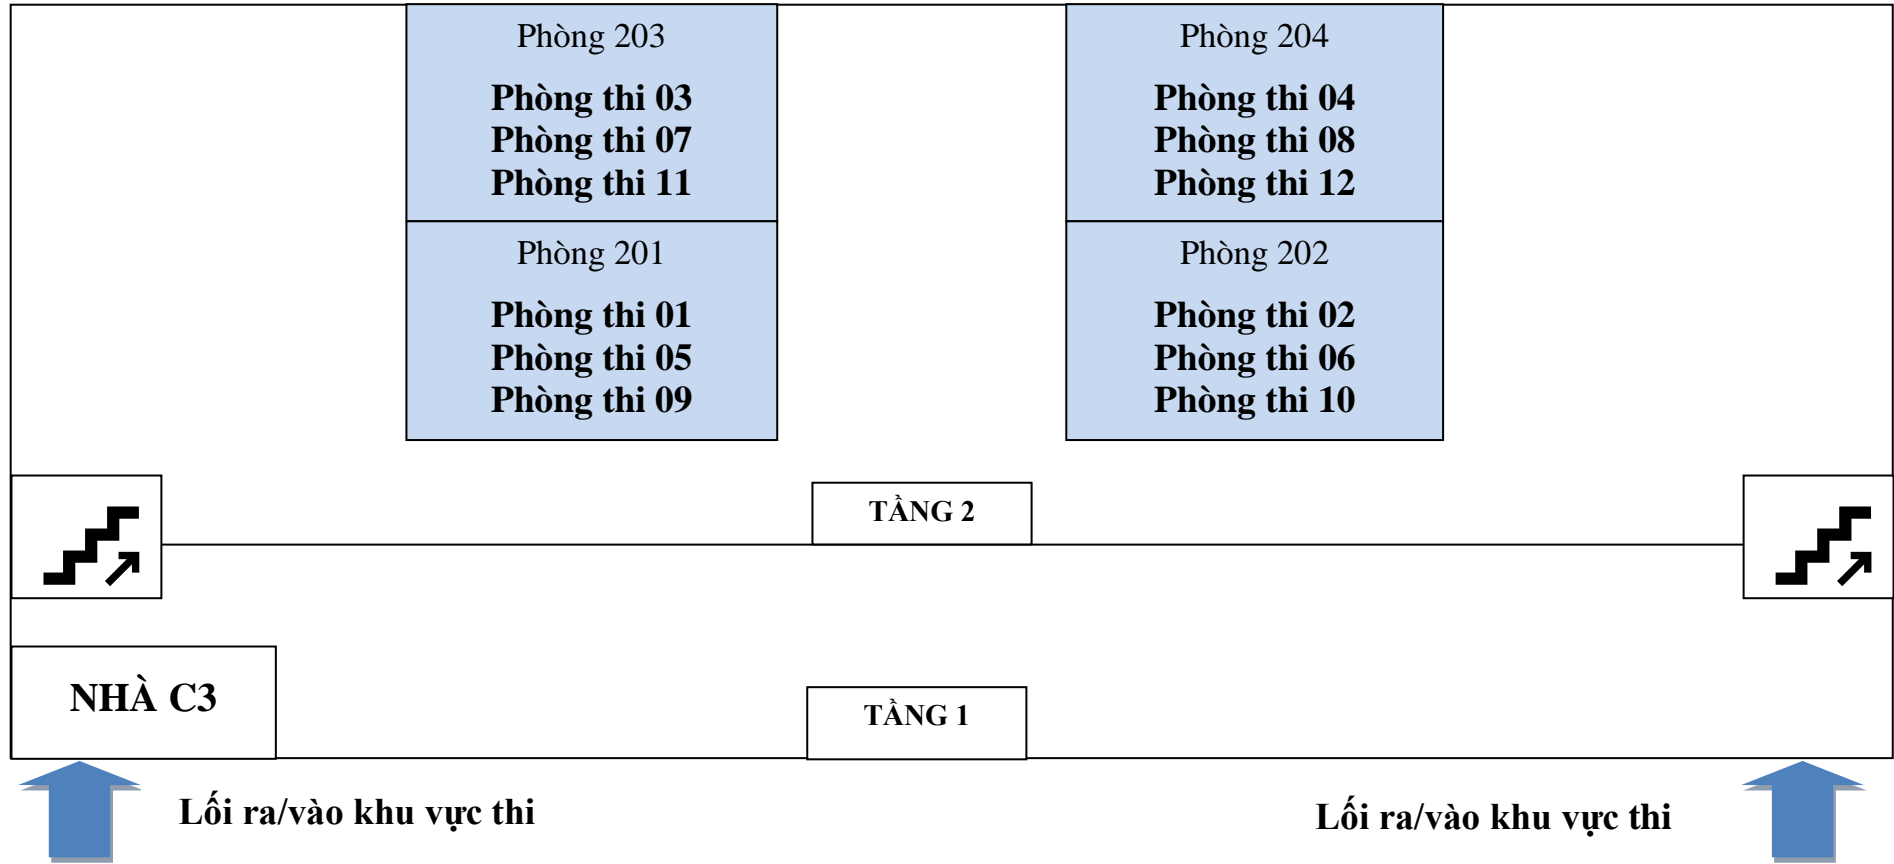 Phòng 203
Phòng thi 03
Phòng thi 07
Phòng thi 11
Phòng 204
Phòng thi 04
Phòng thi 08
Phòng thi 12
Phòng 201
Phòng thi 01
Phòng thi 05
Phòng thi 09
Phòng 202
Phòng thi 02
Phòng thi 06
Phòng thi 10
TẦNG 2
NHÀ C3
TẦNG 1
Lối ra/vào khu vực thi
Lối ra/vào khu vực thi